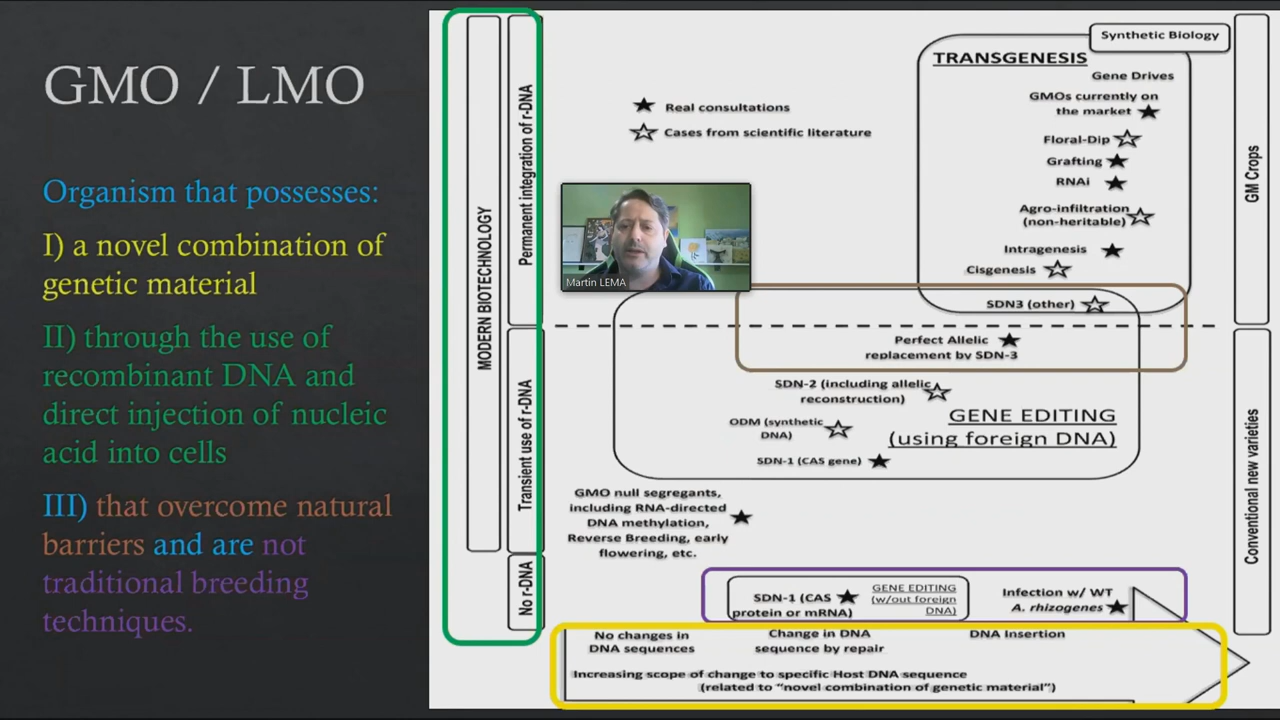 GMO / LMO
Organism that possesses:
I) a novel combination of
genetic material
II) through the use of
recombinant DNA and
direct injection of nucleic
acid into cells
III) that overcome natural
barriers and are not
traditional breeding
techniques.
MODERN BIOTECHNOLOGY
Permanent integration of r-DNA
Transient use of r-DNA
No r-DNA
Real consultations
Cases from scientific literature
Martin LEMA
Synthetic Biology
TRANSGENESIS
Gene Drives
GMOs currently on
the market
Floral-Dip
Grafting
RNAi
Agro-infiltration
(non-heritable)
Intragenesis
Cisgenesis
SDN3 (other)
Perfect Allelic
replacement by SDN-3
SDN-2 (including allelic
reconstruction)
ODM (synthetic
DNA)
SDN-1 (CAS gene)
GENE EDITING
(using foreign DNA)
GMO null segregants,
including RNA-directed
DNA methylation,
Reverse Breeding, early
flowering, etc.
SDN-1 (CAS
protein or mRNA)
GENE EDITING
(w/out foreign
DNA)
Infection w/ WT
A. rhizogenes
No changes in
DNA sequences
Change in DNA
sequence by repair
DNA Insertion
Increasing scope of change to specific Host DNA sequence
(related to “novel combination of genetic material”)
GM Crops
Conventional new varieties